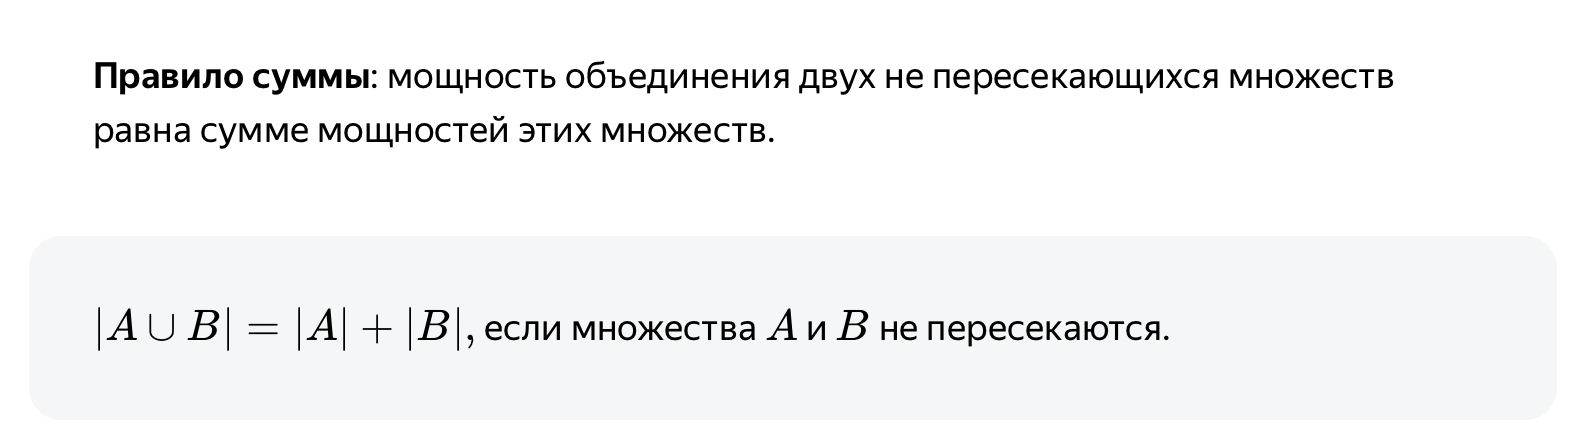 Правило суммы: мощность объединения двух не пересекающихся множеств
равна сумме мощностей этих множеств.
|A ∪ B| = |A| + |B|, если множества A и B не пересекаются.